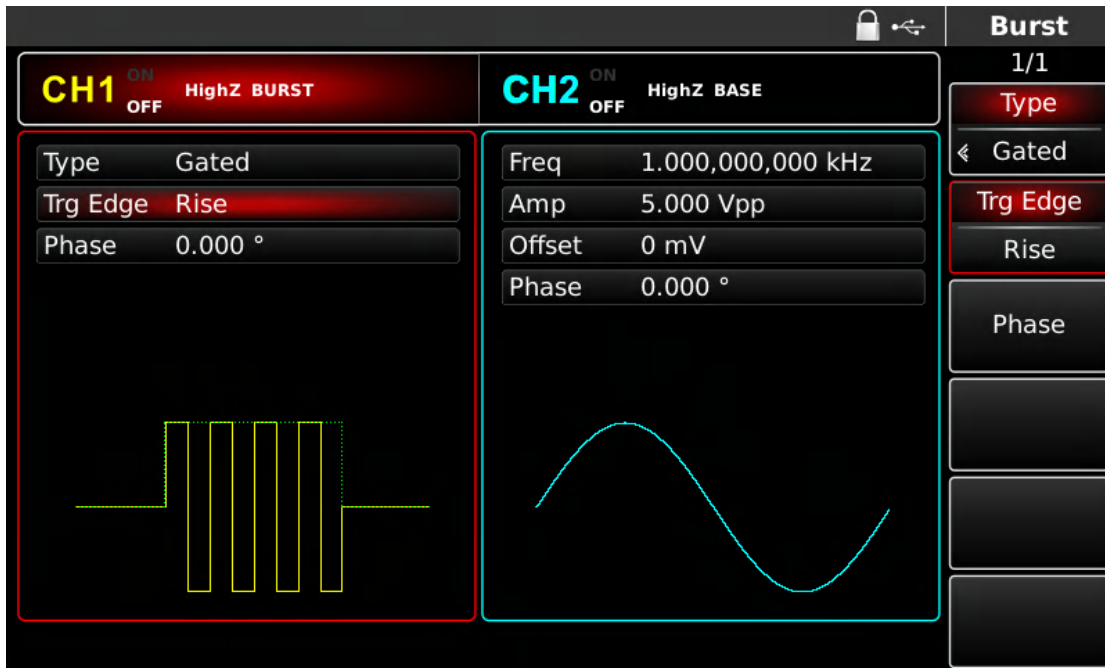 Burst
1/1
CH1 ON OFF HighZ BURST
CH2 ON OFF HighZ BASE
Type Gated
Trg Edge Rise
Phase 0.000 °
Freq 1.000,000,000 kHz
Amp 5.000 Vpp
Offset 0 mV
Phase 0.000 °
Type
Gated
Trg Edge
Rise
Phase